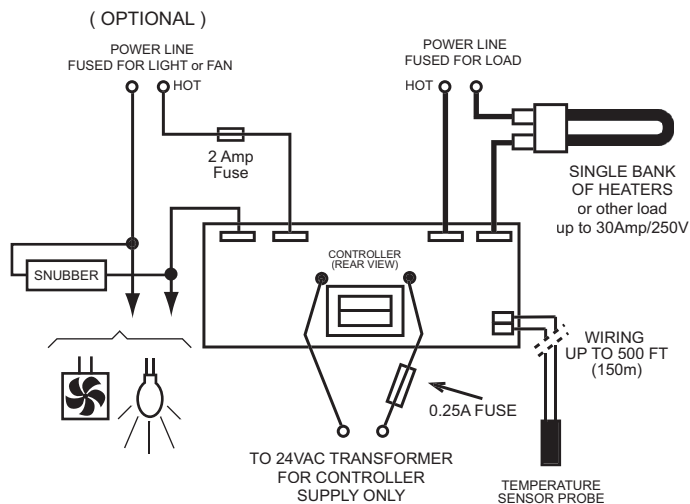 ( OPTIONAL )
POWER LINE
FUSED FOR LIGHT or FAN
HOT
2 Amp
Fuse
POWER LINE
FUSED FOR LOAD
HOT
SINGLE BANK
OF HEATERS
or other load
up to 30Amp/250V
CONTROLLER
(REAR VIEW)
SNUBBER
WIRING
UP TO 500 FT
(150m)
0.25A FUSE
TO 24VAC TRANSFORMER
FOR CONTROLLER
SUPPLY ONLY
TEMPERATURE
SENSOR PROBE